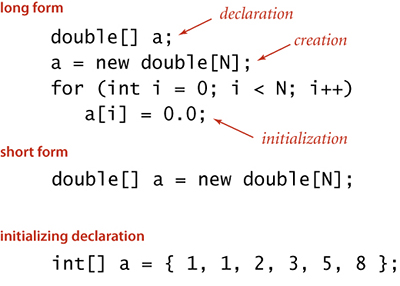 long form
double[] a; declaration
a = new double[N]; creation
for (int i = 0; i < N; i++)
a[i] = 0.0;
initialization
short form
double[] a = new double[N];
initializing declaration
int[] a = { 1, 1, 2, 3, 5, 8 };